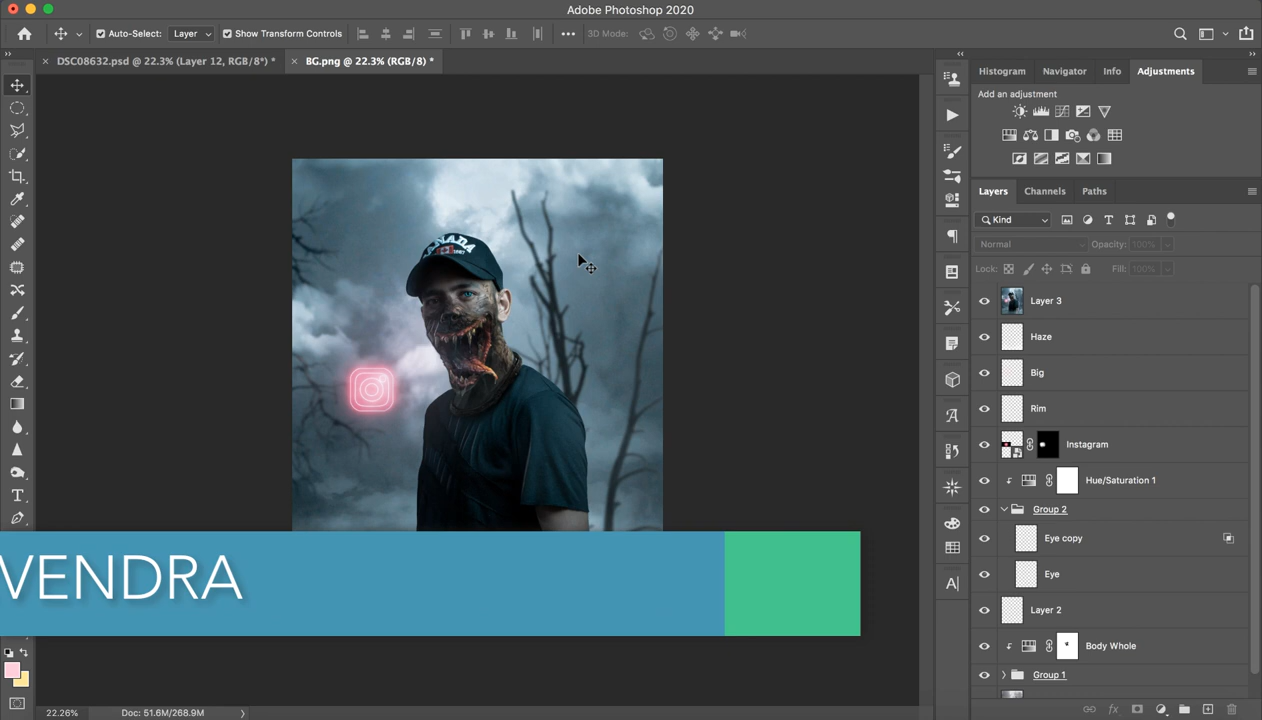 Adobe Photoshop 2020
Auto-Select:
Layer
Show Transform Controls
3D Mode:
DSC08632.psd @ 22.3% (Layer 12, RGB/8*) *
BG.png @ 22.3% (RGB/8) *
Histogram
Navigator
Info
Adjustments
Add an adjustment
Layers
Channels
Paths
Kind
Normal
Opacity: 100%
Lock:
Fill: 100%
Layer 3
Haze
Big
Rim
Instagram
Hue/Saturation 1
Group 2
Eye copy
Eye
Layer 2
Body Whole
Group 1
CANADA
VENDRA
22.26%
Doc: 51.6M/268.9M